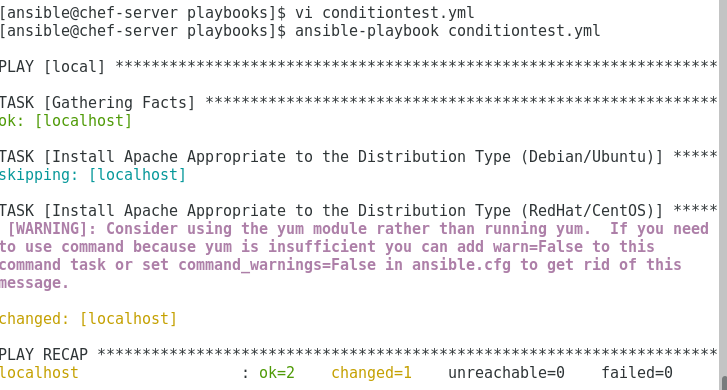 [ansible@chef-server playbooks]$ vi conditiontest.yml
[ansible@chef-server playbooks]$ ansible-playbook conditiontest.yml
PLAY [local] *******************************************************************
TASK [Gathering Facts] *********************************************************
ok: [localhost]
TASK [Install Apache Appropriate to the Distribution Type (Debian/Ubuntu)] *****
skipping: [localhost]
TASK [Install Apache Appropriate to the Distribution Type (RedHat/CentOS)] *****
[WARNING]: Consider using the yum module rather than running yum.  If you need
to use command because yum is insufficient you can add warn=False to this
command task or set command_warnings=False in ansible.cfg to get rid of this
message.
changed: [localhost]
PLAY RECAP *********************************************************************
localhost                  : ok=2    changed=1    unreachable=0    failed=0